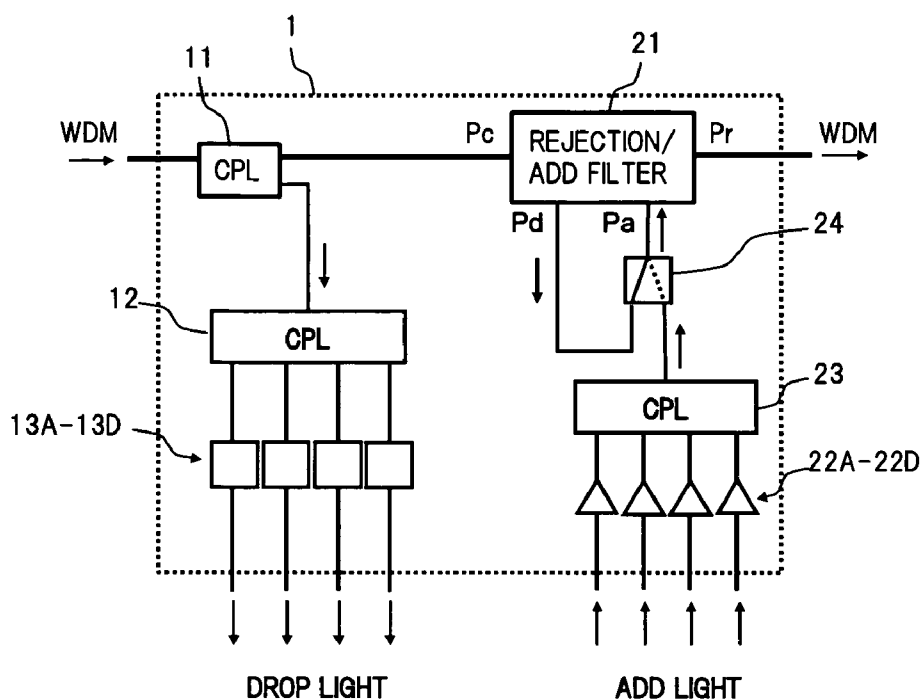 1
11
21
WDM
Pc
Pr
WDM
CPL
REJECTION/
ADD FILTER
Pd
Pa
24
12
CPL
23
13A-13D
CPL
22A-22D
DROP LIGHT
ADD LIGHT